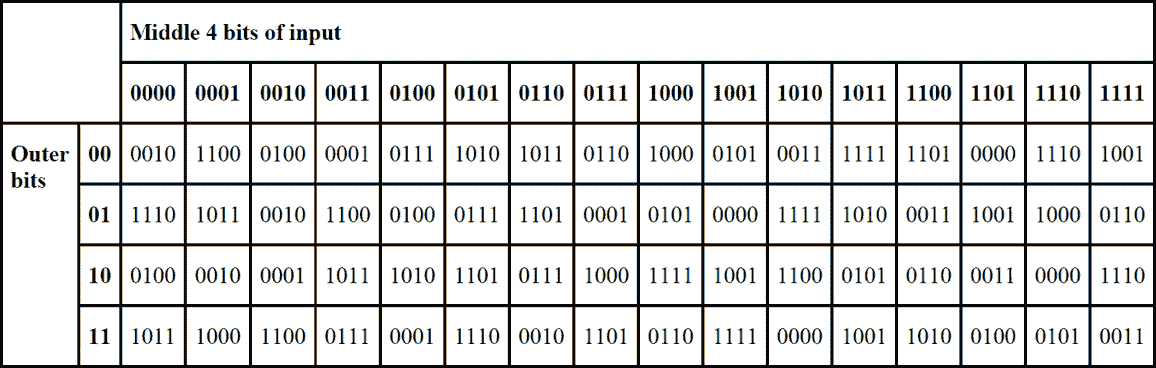 Middle 4 bits of input
0000 0001 0010 0011 0100 0101 0110 0111 1000 1001 1010 1011 1100 1101 1110 1111
Outer bits
00 0010 1100 0100 0001 0111 1010 1011 0110 1000 0101 0011 1111 1101 0000 1110 1001
01 1110 1011 0010 1100 0100 0111 1101 0001 0101 0000 1111 1010 0011 1001 1000 0110
10 0100 0010 0001 1011 1010 1101 0111 1000 1111 1001 1100 0101 0110 0011 0000 1110
11 1011 1000 1100 0111 0001 1110 0010 1101 0110 1111 0000 1001 1010 0100 0101 0011